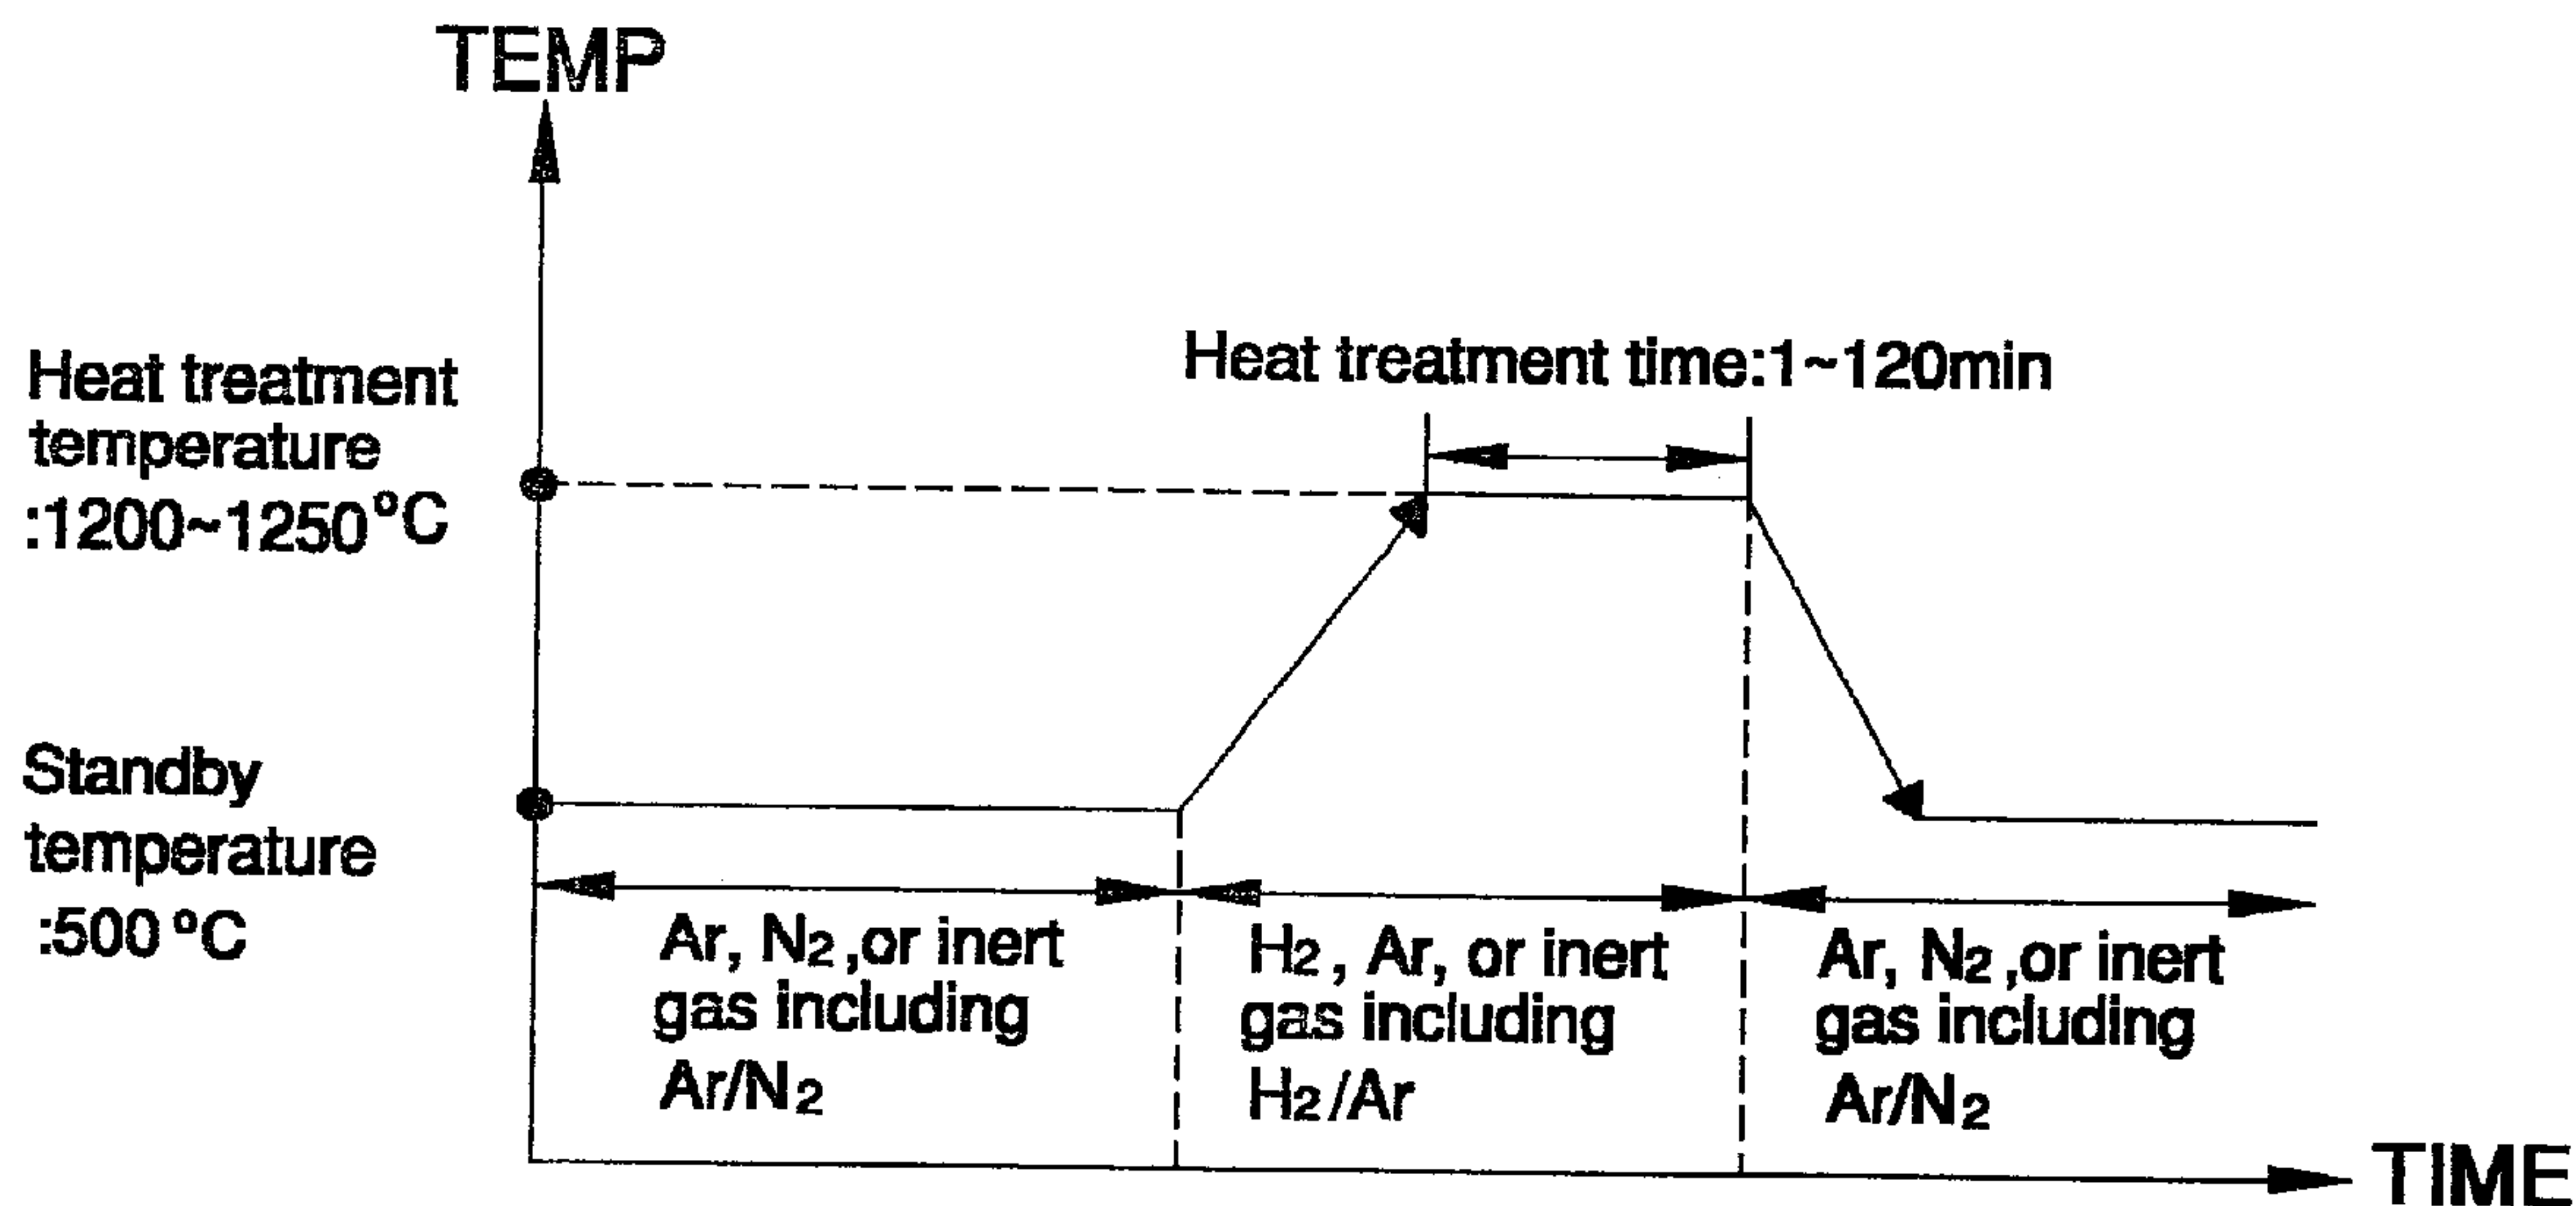 TEMP
Heat treatment
temperature
:1200~1250°C
Heat treatment time:1~120min
Standby
temperature
:500°C
Ar, N2,or inert
gas including
Ar/N2
H2, Ar, or inert
gas including
H2/Ar
Ar, N2,or inert
gas including
Ar/N2
TIME